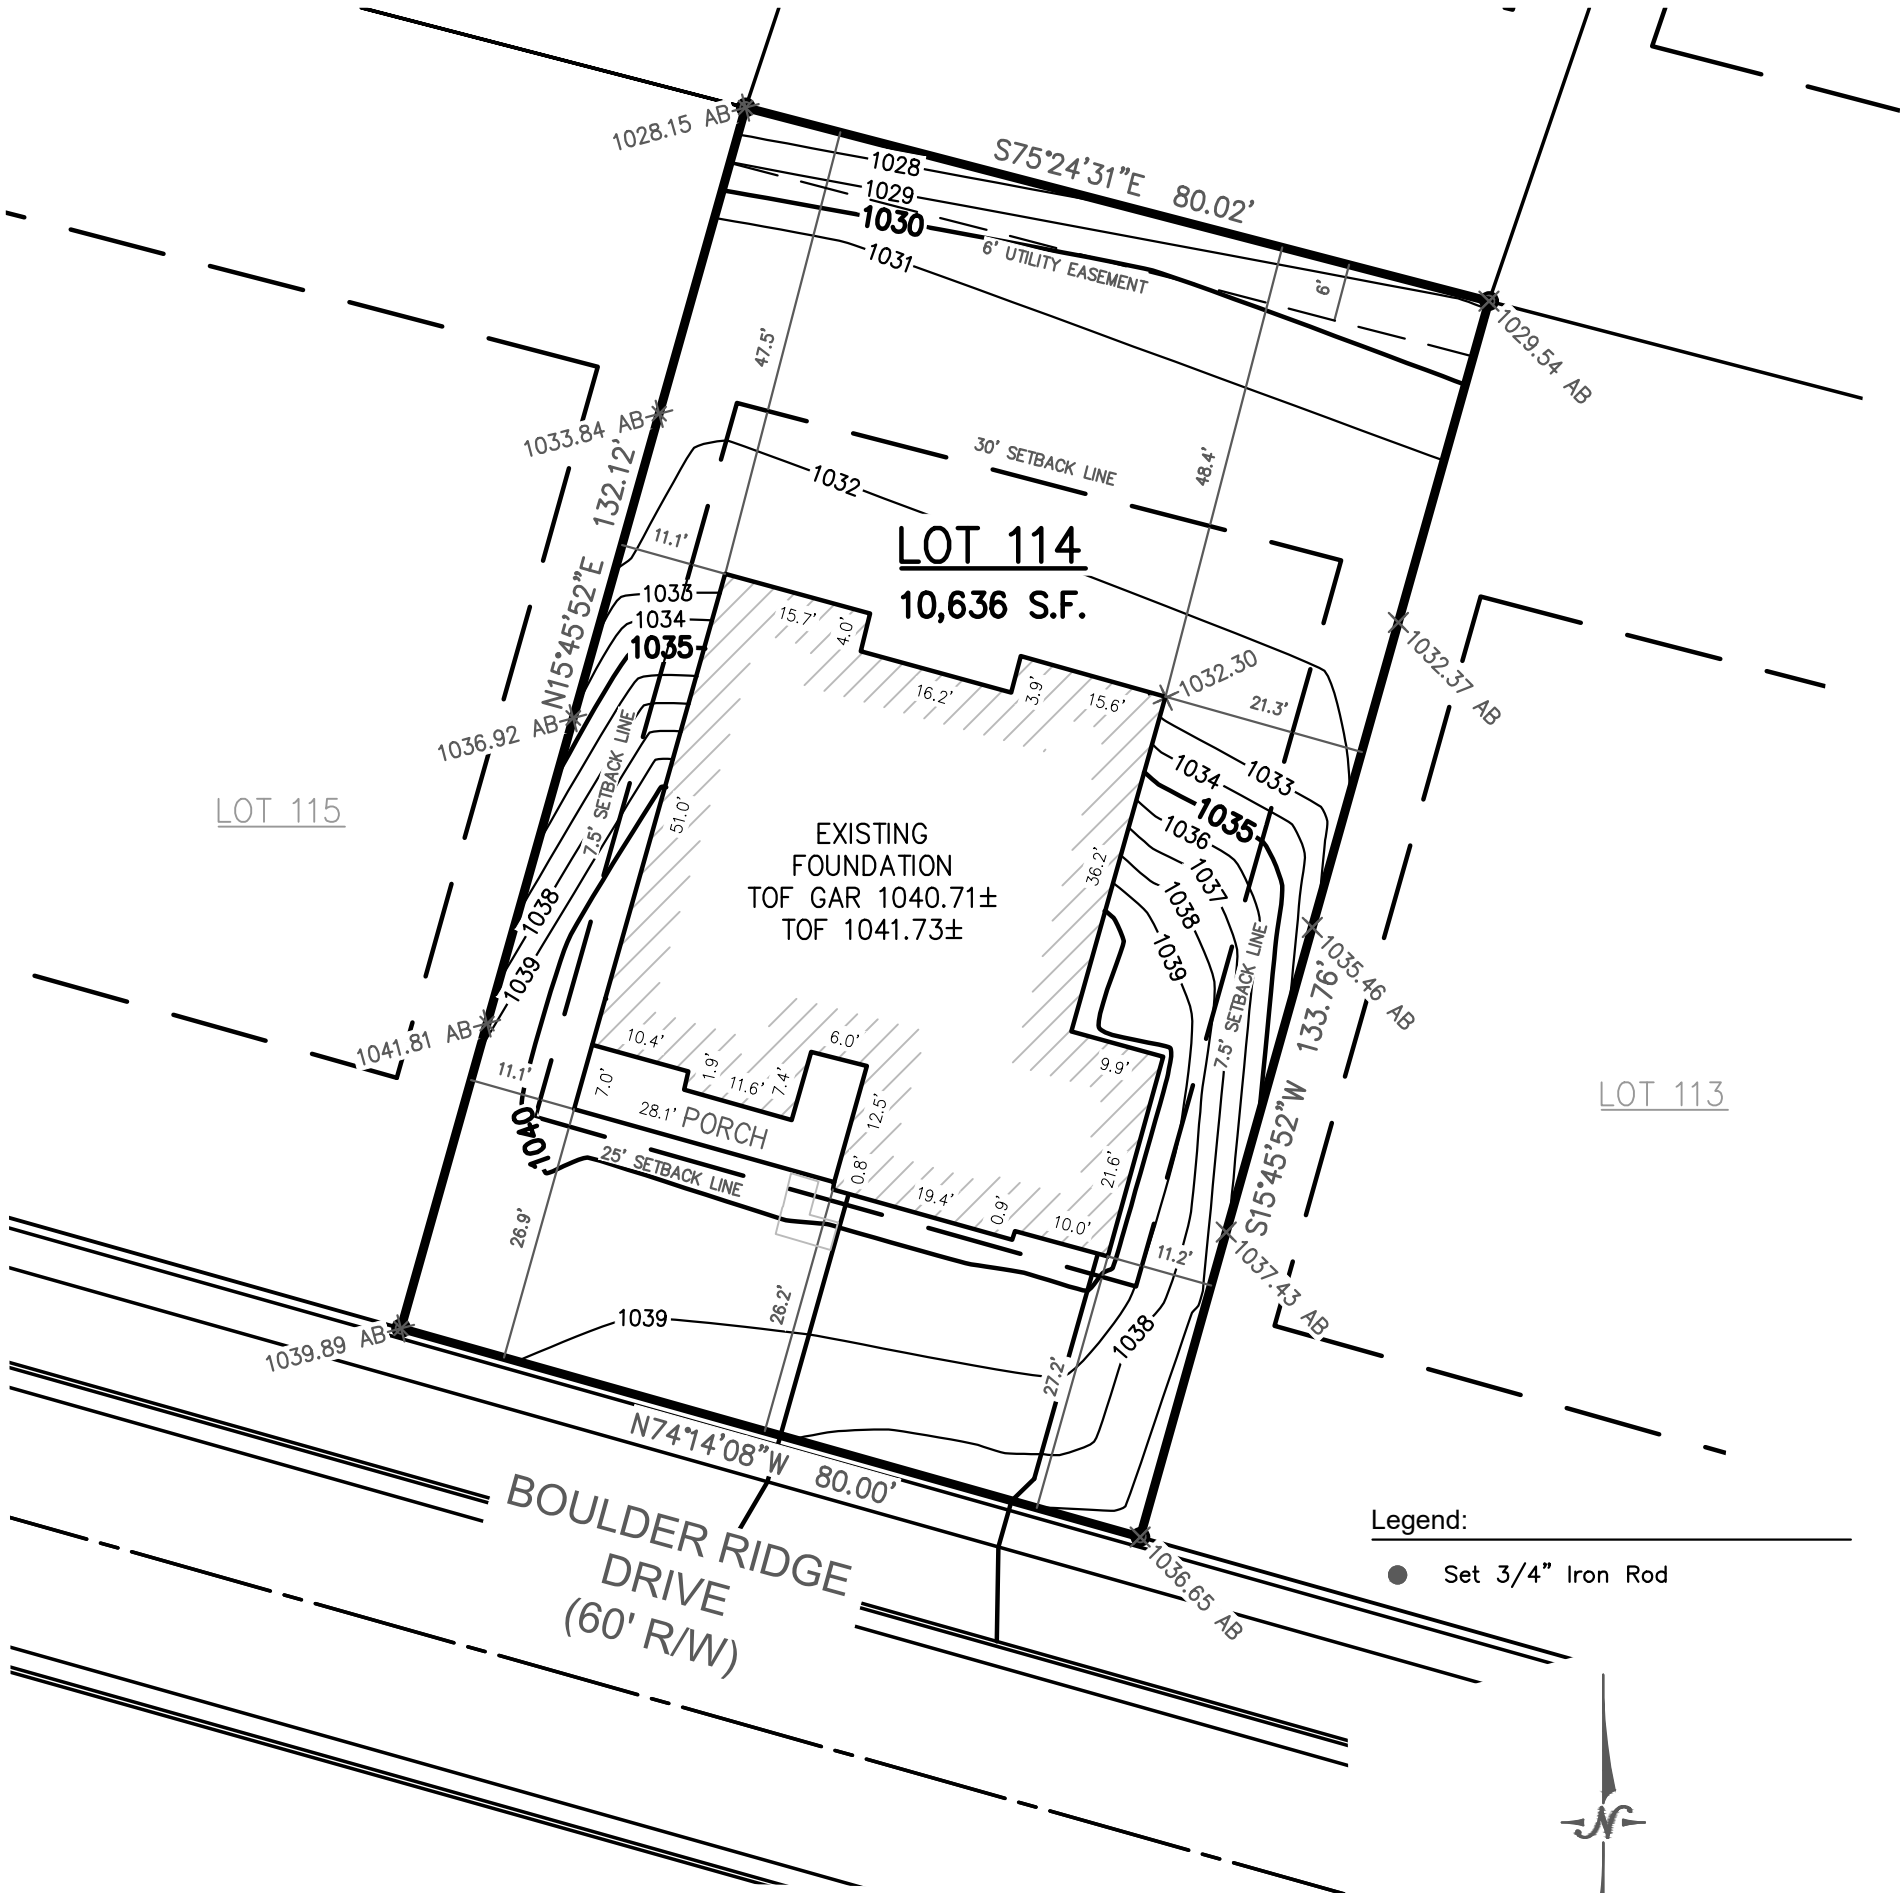 1028.15 AB
S75°24'31"E 80.02'
1028
1029
1030
1031
6' UTILITY EASEMENT
6'
1029.54 AB
47.5'
48.4'
1033.84 AB
30' SETBACK LINE
1032
N15°45'52"E 132.12'
11.1'
LOT 114
10,636 S.F.
1033
1034
1035
15.7'
4.0'
16.2'
3.9'
15.6'
1032.30
1032.37 AB
21.3'
1036.92 AB
7.5' SETBACK LINE
1033
1034
1035
1036
1037
1038
1039
LOT 115
51.0'
36.2'
EXISTING
FOUNDATION
TOF GAR 1040.71±
TOF 1041.73±
1038
1039
1035.46 AB
7.5' SETBACK LINE
S15°45'52"W 133.76'
1041.81 AB
11.1'
10.4'
1.9'
11.6'
7.4'
6.0'
9.9'
7.0'
28.1'
PORCH
12.5'
LOT 113
1040
25' SETBACK LINE
0.8'
19.4'
0.9'
10.0'
21.6'
26.9'
26.2'
27.2'
11.2'
1037.43 AB
1039
1038
1039.89 AB
N74°14'08"W 80.00'
1036.65 AB
BOULDER RIDGE
DRIVE
(60' R/W)
Legend:
Set 3/4" Iron Rod
N